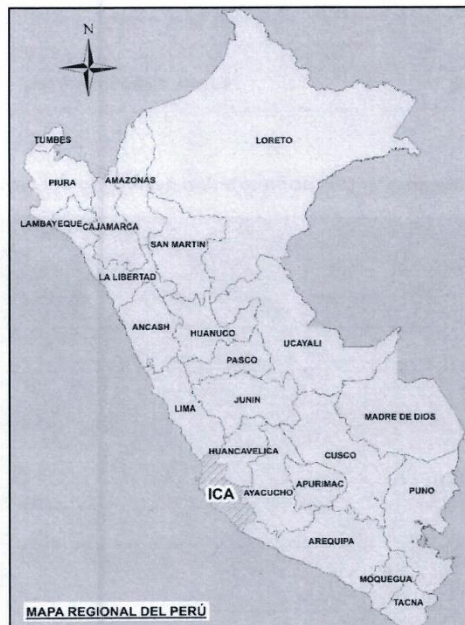 N
LORETO
TUMBES
PIURA
AMAZONAS
LAMBAYEQUE
CAJAMARCA
SAN MARTIN
LA LIBERTAD
ANCASH
HUANUCO
UCAYALI
PASCO
LIMA
JUNIN
MADRE DE DIOS
HUANCAVELICA
CUSCO
ICA
AYACUCHO
APURIMAC
PUNO
AREQUIPA
MOQUEGUA
TACNA
MAPA REGIONAL DEL PERÚ